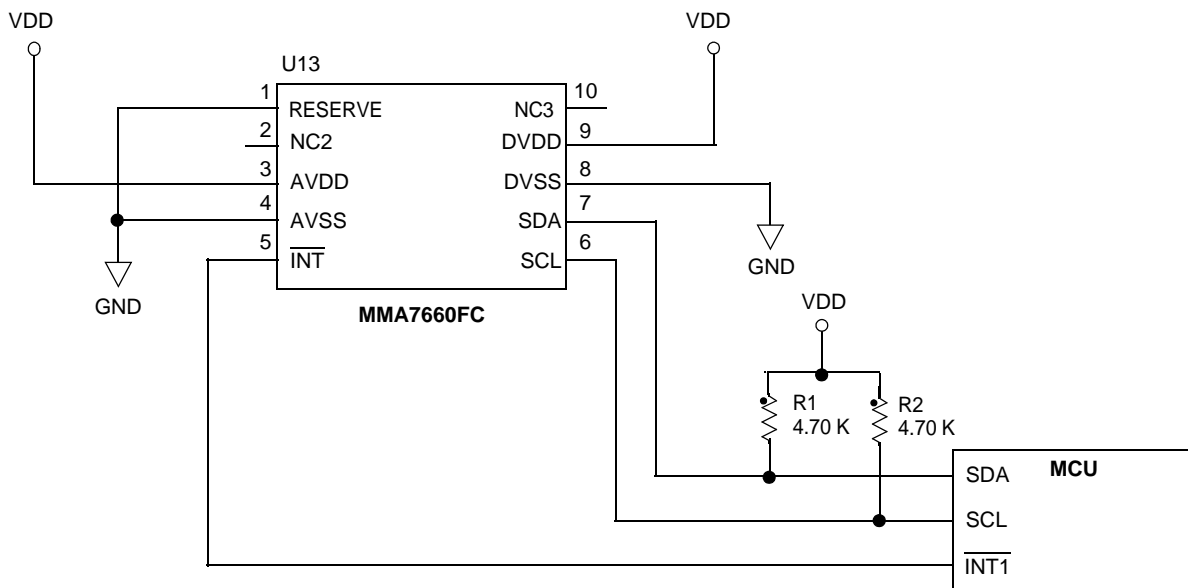 VDD
VDD
U13
1
RESERVE
2
NC2
3
AVDD
4
AVSS
5
INT
10
NC3
9
DVDD
8
DVSS
7
SDA
6
SCL
GND
GND
MMA7660FC
VDD
R1
4.70 K
R2
4.70 K
MCU
SDA
SCL
INT1